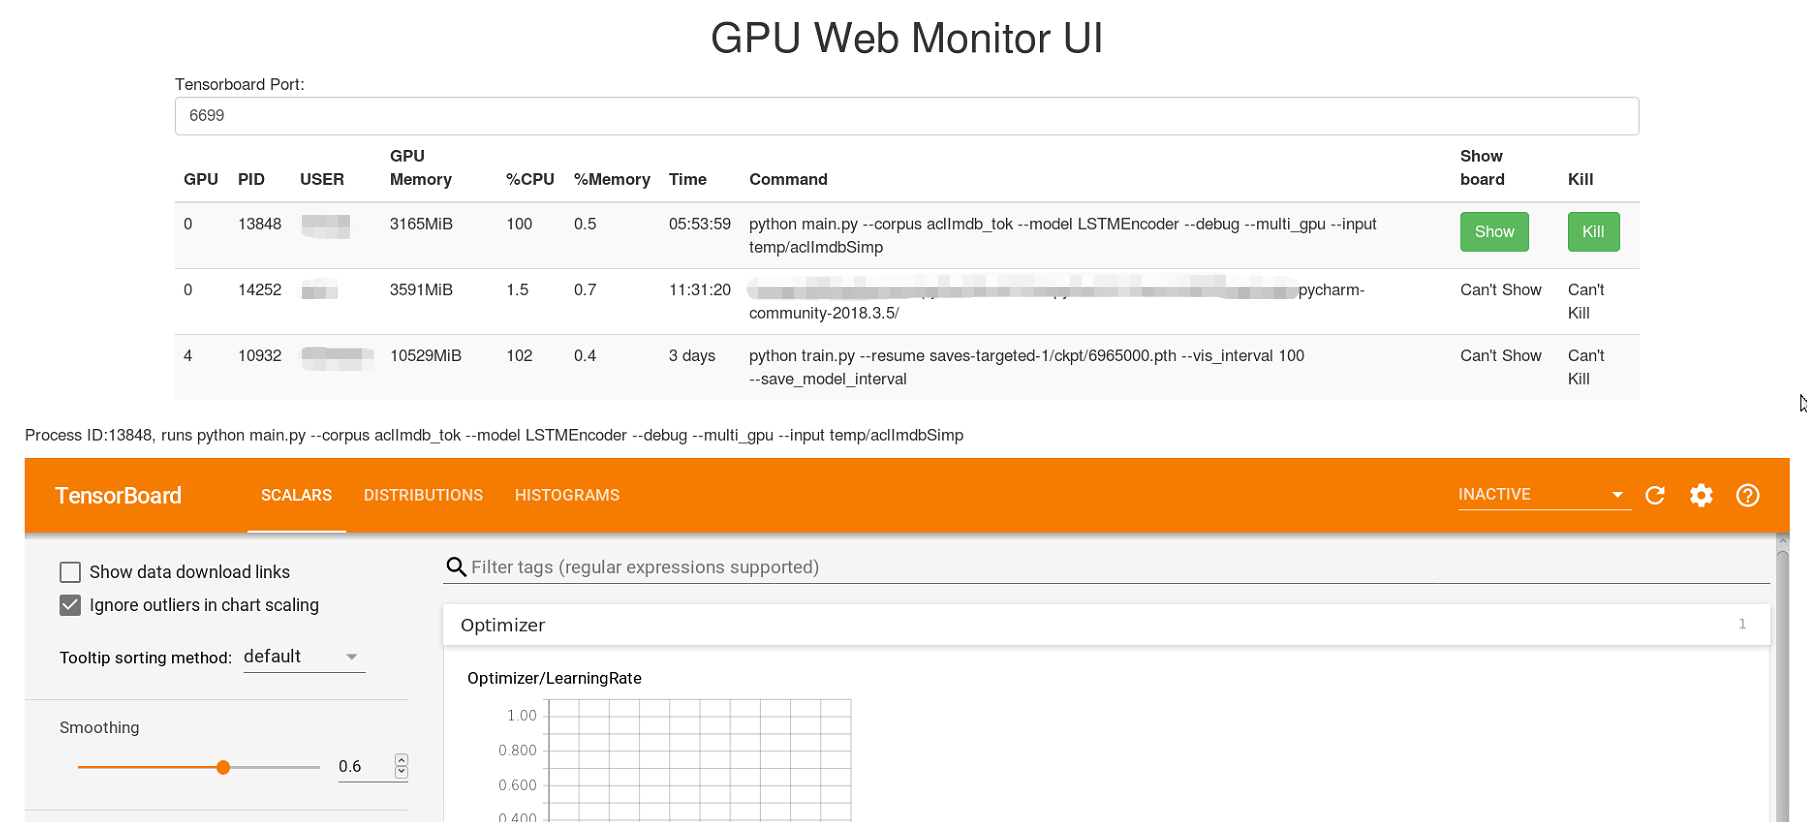 GPU Web Monitor UI
Tensorboard Port:
6699
GPU PID USER GPU Memory %CPU %Memory Time Command Show board Kill
0 13848 3165MiB 100 0.5 05:53:59 python main.py --corpus aclImdb_tok --model LSTMEncoder --debug --multi_gpu --input Show Kill
temp/aclImdbSimp
0 14252 3591MiB 1.5 0.7 11:31:20 pycharm- Can't Show Can't
community-2018.3.5/ Kill
4 10932 10529MiB 102 0.4 3 days python train.py --resume saves-targeted-1/ckpt/6965000.pth --vis_interval 100 Can't Show Can't
--save_model_interval Kill
Process ID:13848, runs python main.py --corpus aclImdb_tok --model LSTMEncoder --debug --multi_gpu --input temp/aclImdbSimp
TensorBoard SCALARS DISTRIBUTIONS HISTOGRAMS INACTIVE
Show data download links
Filter tags (regular expressions supported)
Ignore outliers in chart scaling
Optimizer 1
Tooltip sorting method: default
Optimizer/LearningRate
Smoothing
0.6
1.00
0.800
0.600
0.400